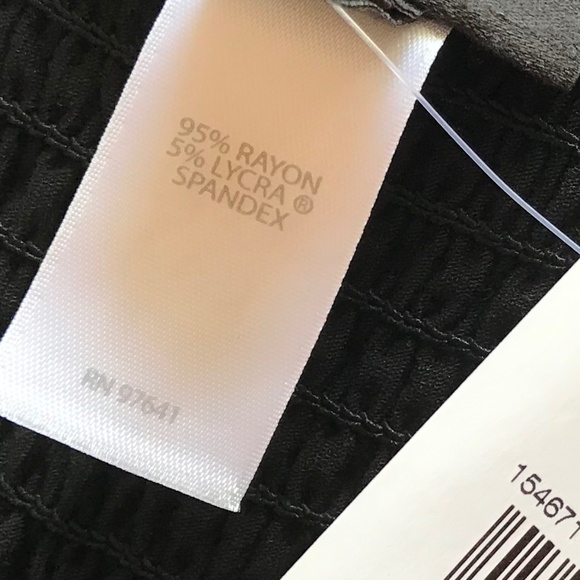 95% RAYON
5% LYCRA ®
SPANDEX
RN 97641
154671